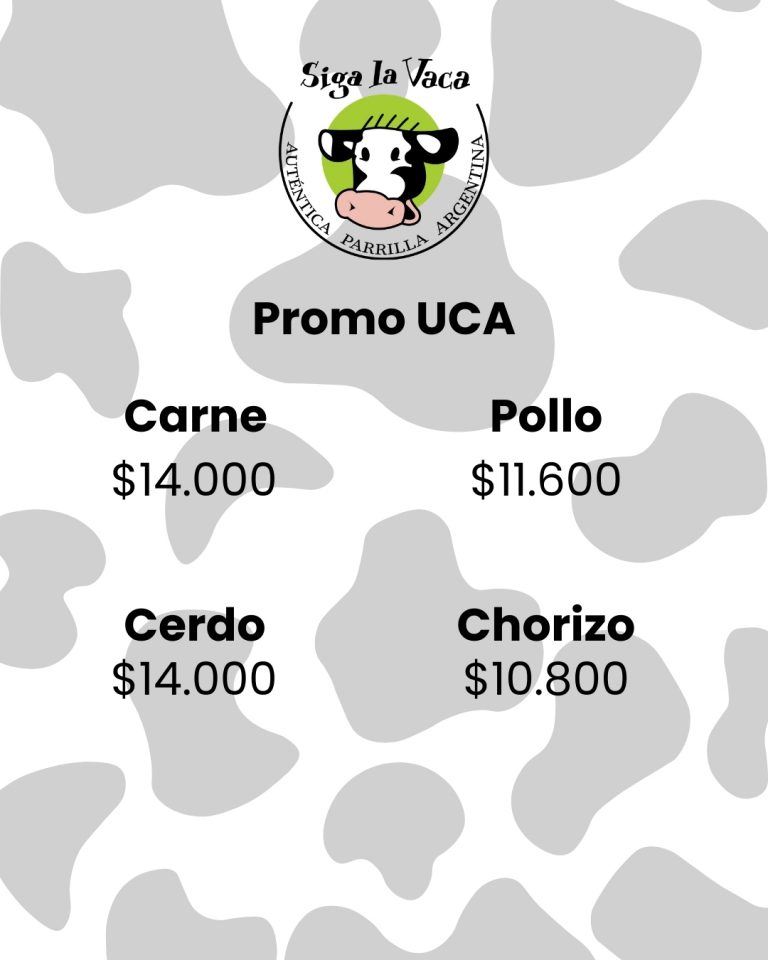 Siga la Vaca
AUTÉNTICA PARRILLA ARGENTINA
Promo UCA
Carne
$14.000
Pollo
$11.600
Cerdo
$14.000
Chorizo
$10.800